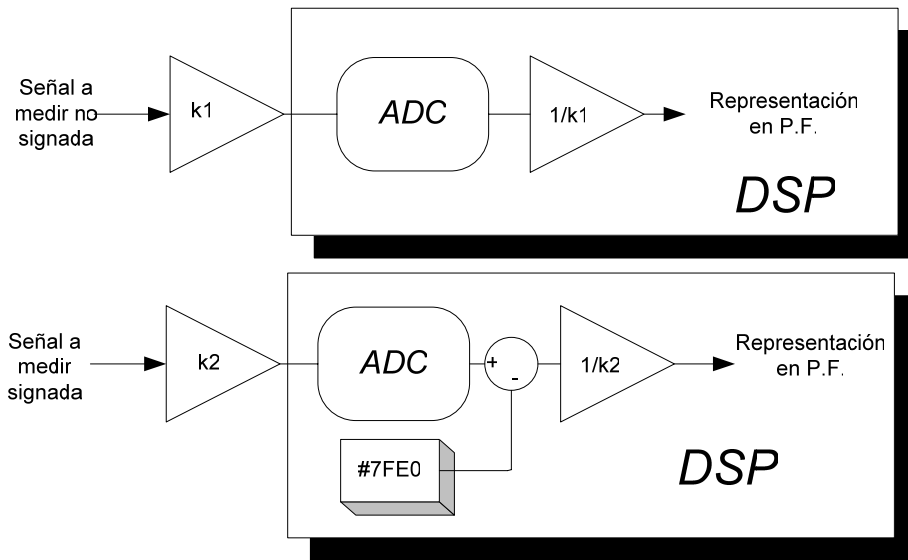 Señal a
medir no
signada
k1
ADC
1/k1
Representación
en P.F.
DSP
Señal a
medir
signada
k2
ADC
+
-
1/k2
Representación
en P.F.
#7FE0
DSP